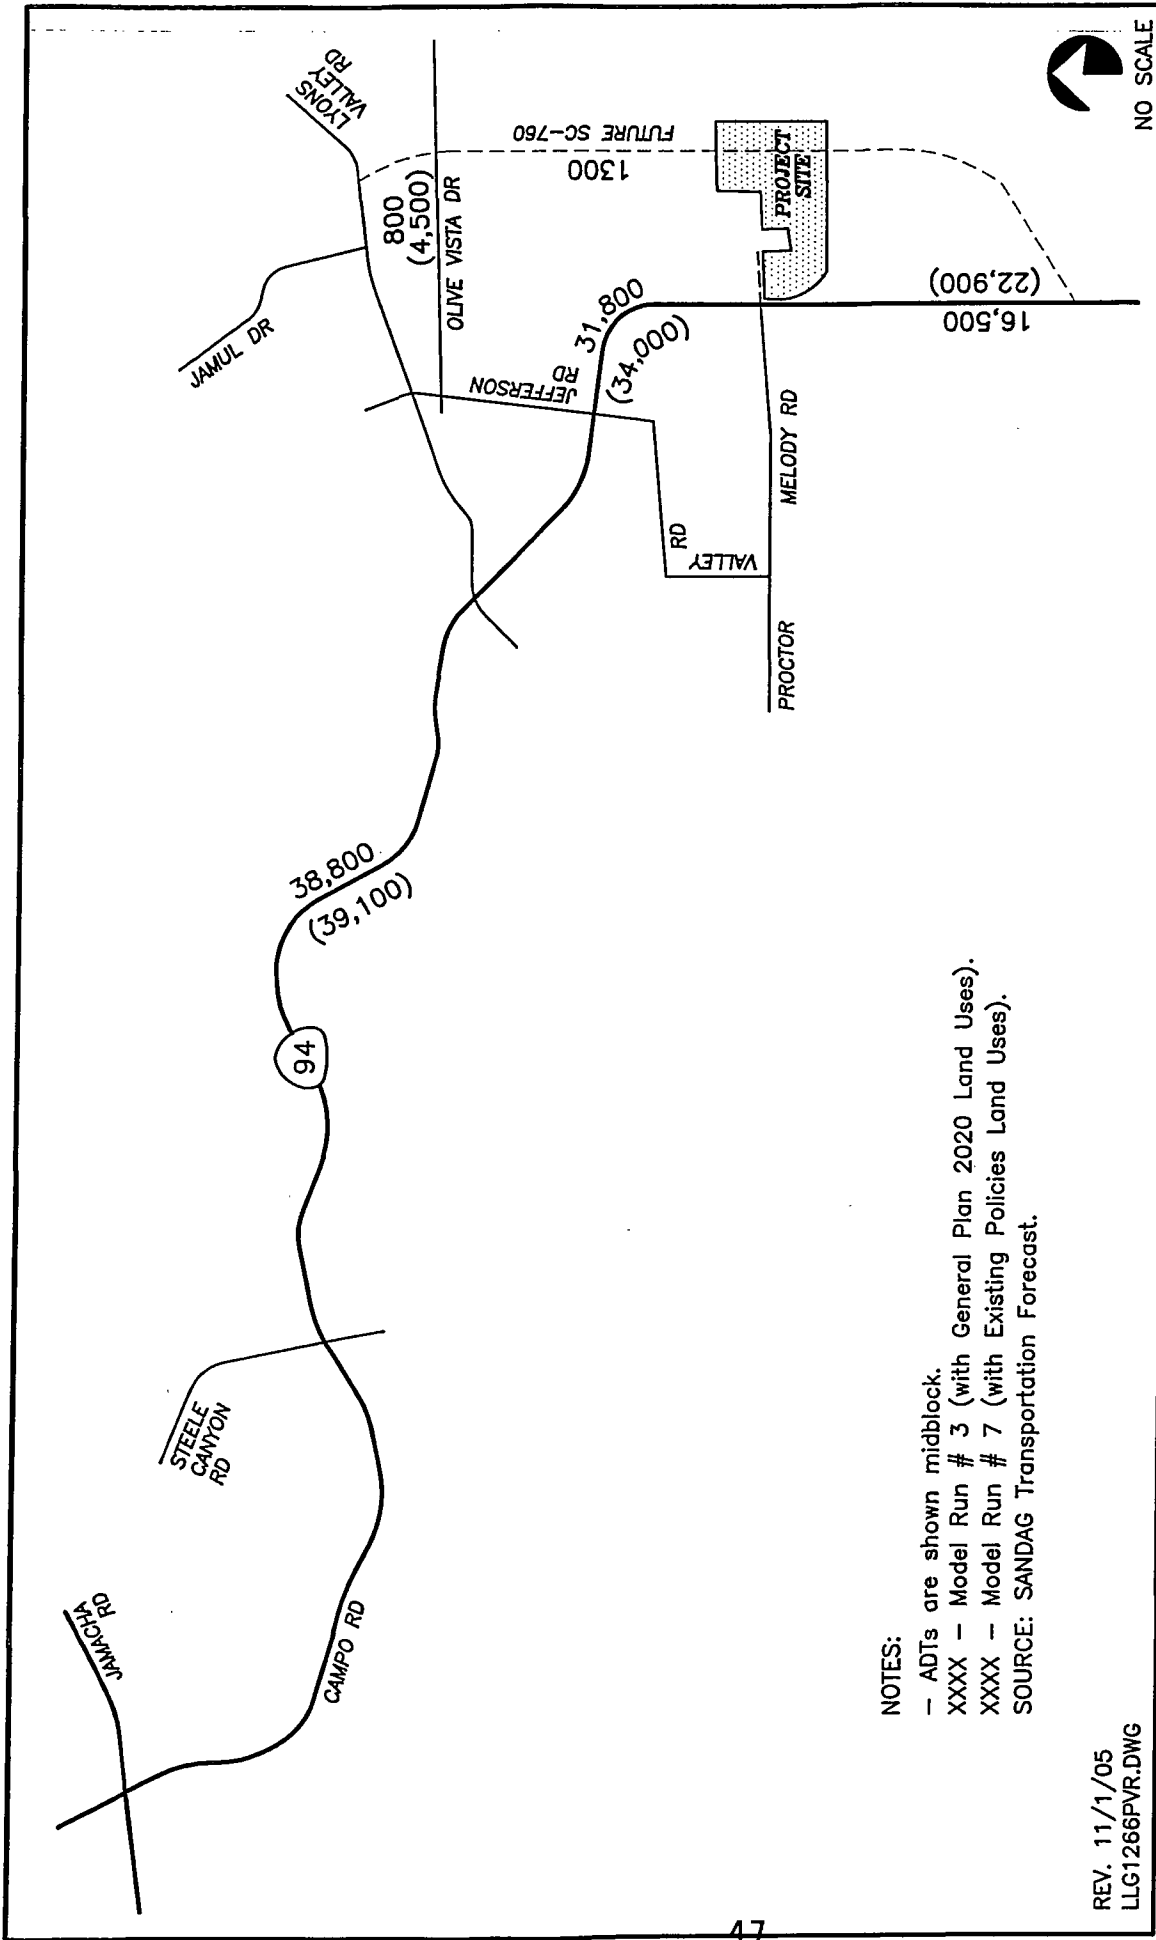 JAMACHA
RD
STEELE
CANYON
RD
CAMPO RD
94
38,800
(39,100)
JAMUL DR
LYONS
VALLEY
RD
800
(4,500)
OLIVE VISTA DR
JEFFERSON
RD
31,800
(34,000)
FUTURE SC-760
1300
PROJECT
SITE
VALLEY
RD
PROCTOR
MELODY RD
16,500
(22,900)
NOTES:
- ADTs are shown midblock.
XXXX - Model Run # 3 (with General Plan 2020 Land Uses).
XXXX - Model Run # 7 (with Existing Policies Land Uses).
SOURCE: SANDAG Transportation Forecast.
REV. 11/1/05
LLG1266PVR.DWG
NO SCALE
47